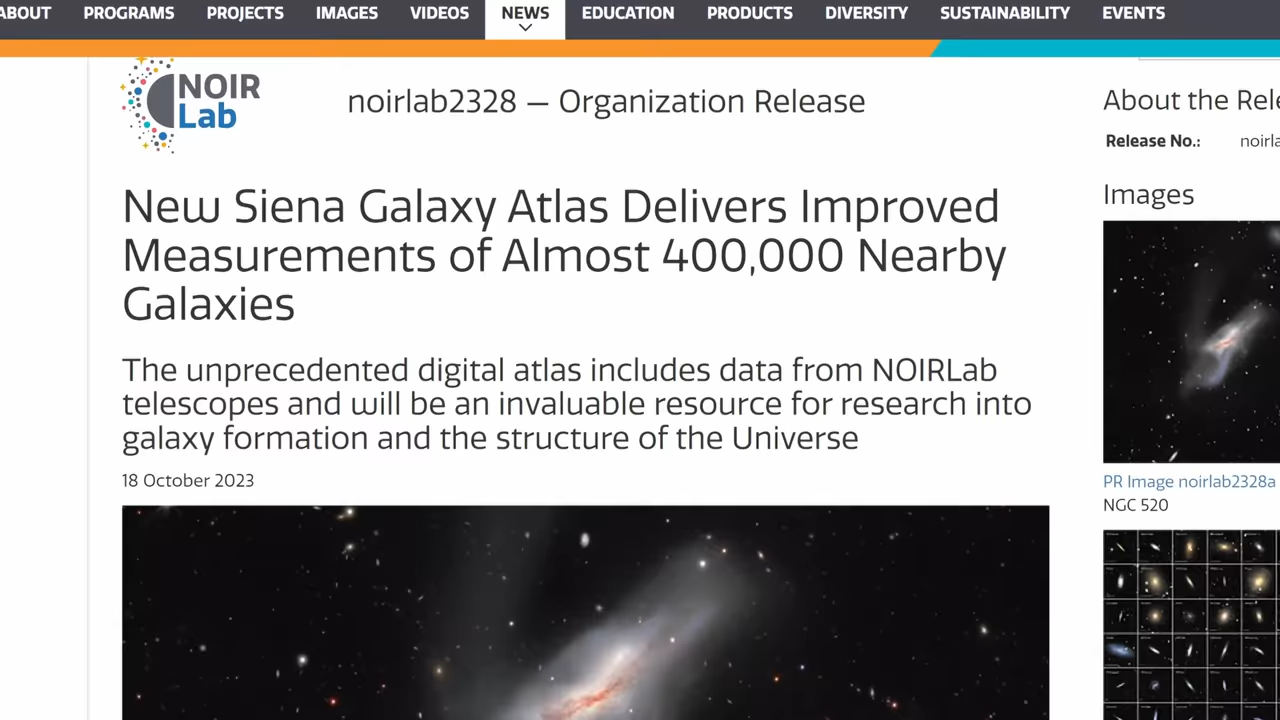 ABOUT PROGRAMS PROJECTS IMAGES VIDEOS NEWS EDUCATION PRODUCTS DIVERSITY SUSTAINABILITY EVENTS
NOIR
Lab
noirlab2328 — Organization Release
New Siena Galaxy Atlas Delivers Improved
Measurements of Almost 400,000 Nearby
Galaxies
The unprecedented digital atlas includes data from NOIRLab
telescopes and will be an invaluable resource for research into
galaxy formation and the structure of the Universe
18 October 2023
About the Rele
Release No.: noirla
Images
PR Image noirlab2328a
NGC 520